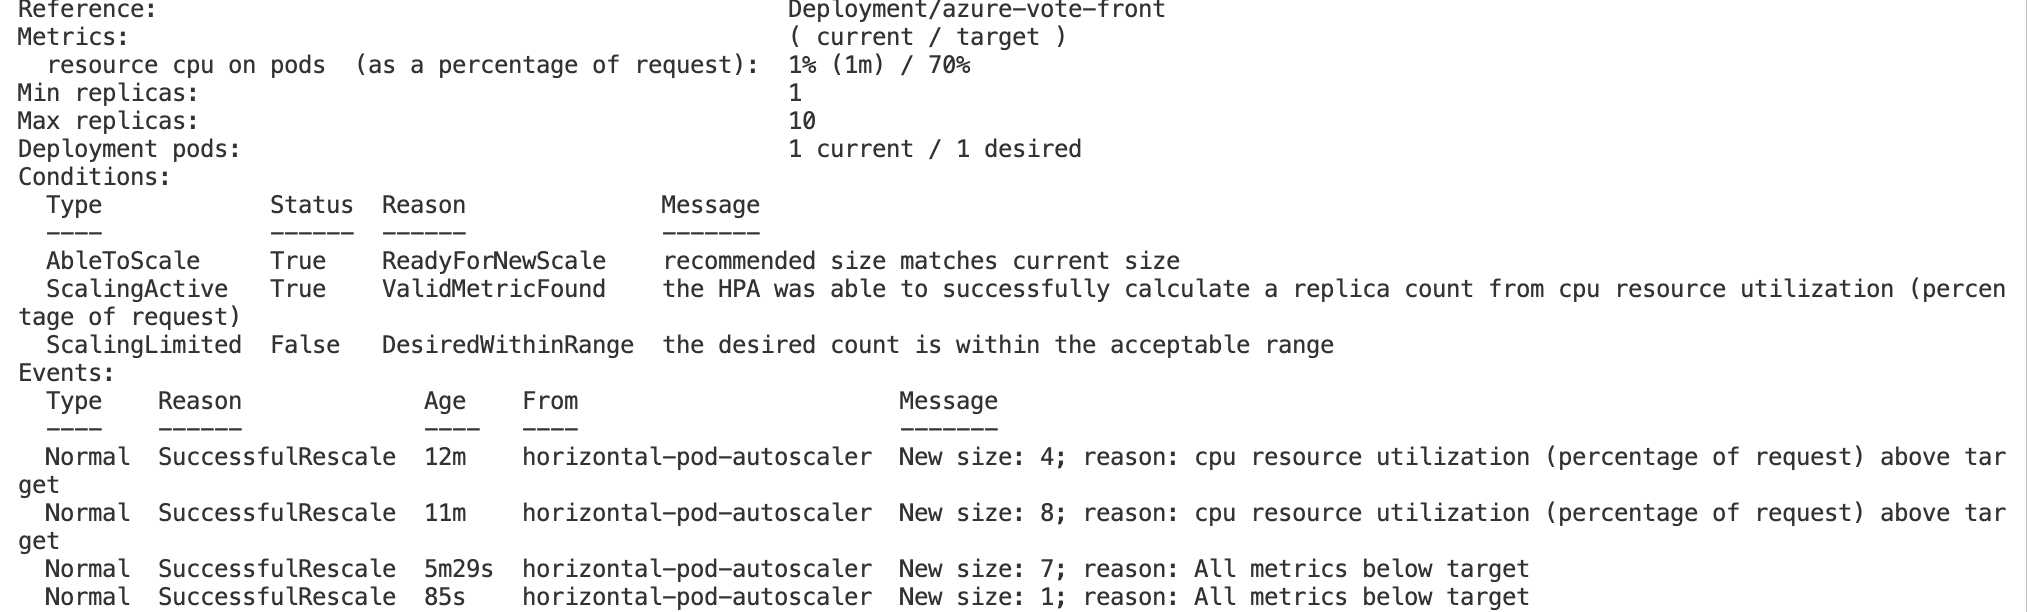 Reference:                                             Deployment/azure-vote-front
Metrics:                                               ( current / target )
  resource cpu on pods  (as a percentage of request):  1% (1m) / 70%
Min replicas:                                          1
Max replicas:                                          10
Deployment pods:                                       1 current / 1 desired
Conditions:
  Type            Status  Reason              Message
  ----            ------  ------              -------
  AbleToScale     True    ReadyForNewScale    recommended size matches current size
  ScalingActive   True    ValidMetricFound    the HPA was able to successfully calculate a replica count from cpu resource utilization (percen
tage of request)
  ScalingLimited  False   DesiredWithinRange  the desired count is within the acceptable range
Events:
  Type    Reason             Age    From                       Message
  ----    ------             ----   ----                       -------
  Normal  SuccessfulRescale  12m    horizontal-pod-autoscaler  New size: 4; reason: cpu resource utilization (percentage of request) above tar
get
  Normal  SuccessfulRescale  11m    horizontal-pod-autoscaler  New size: 8; reason: cpu resource utilization (percentage of request) above tar
get
  Normal  SuccessfulRescale  5m29s  horizontal-pod-autoscaler  New size: 7; reason: All metrics below target
  Normal  SuccessfulRescale  85s    horizontal-pod-autoscaler  New size: 1; reason: All metrics below target